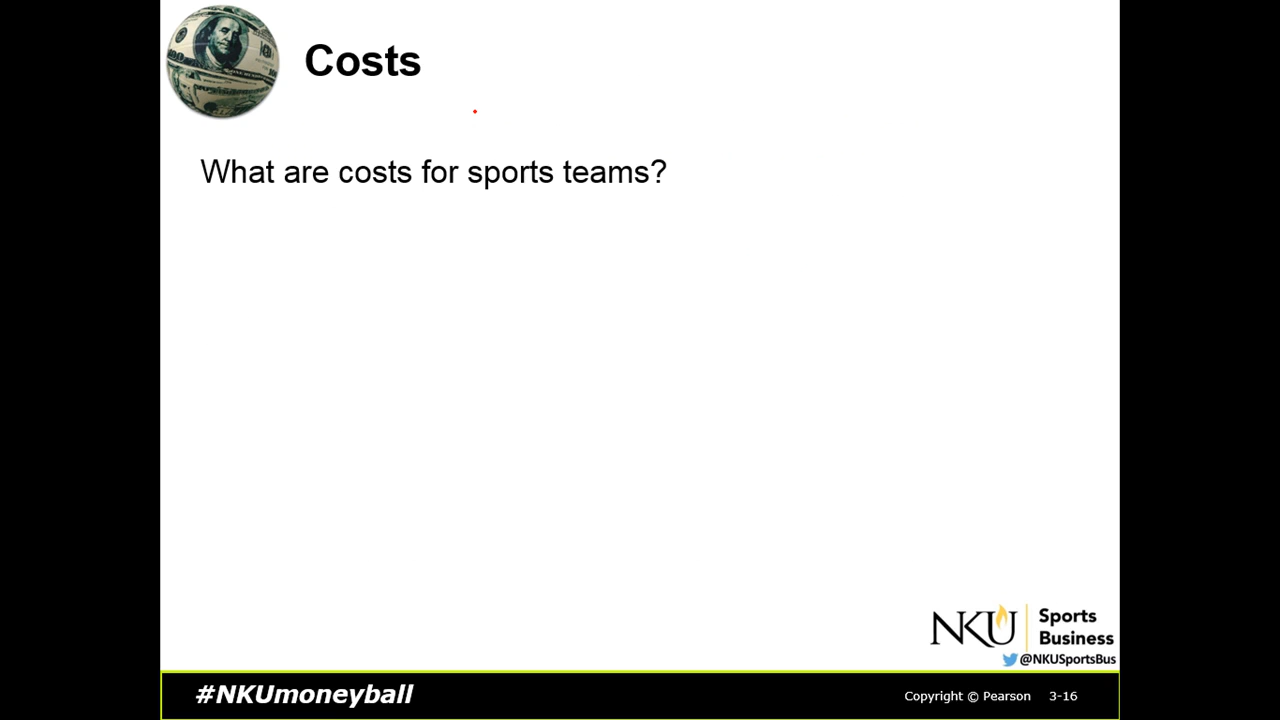 Costs
What are costs for sports teams?
NKU
Sports
Business
@NKUSportsBus
#NKUmoneyball
Copyright © Pearson 3-16